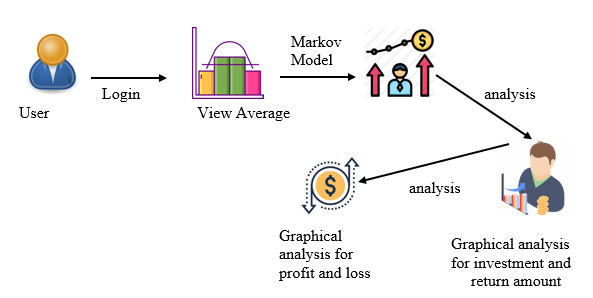 Markov
Model
Login
User
View Average
analysis
analysis
Graphical
analysis for
profit and loss
Graphical analysis
for investment and
return amount